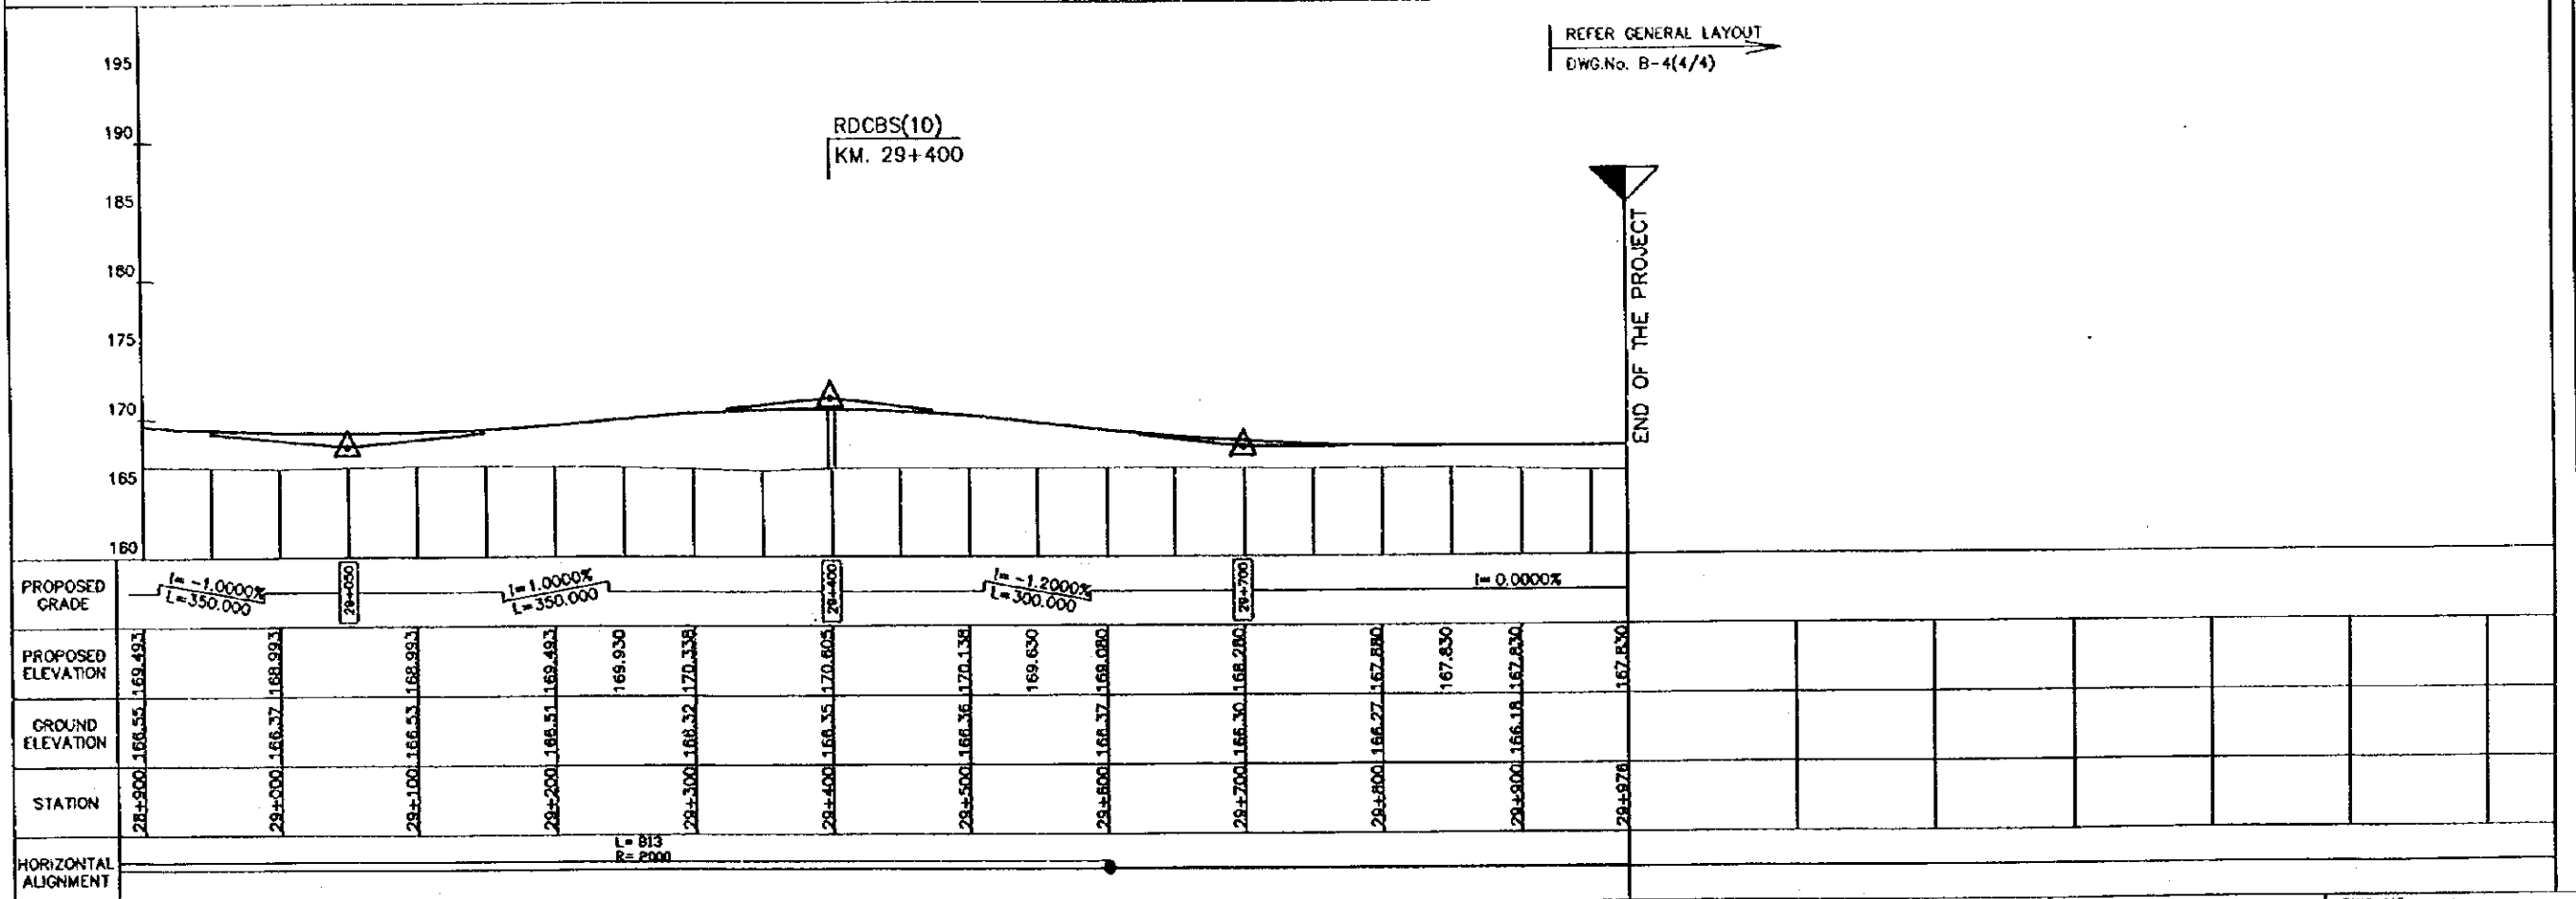 REFER GENERAL LAYOUT
DWG.No. B-4(4/4)
195
190
185
180
175
170
165
160
RDCBS(10)
KM. 29+400
END OF THE PROJECT
PROPOSED GRADE
I= -1.0000%
L=350.000
29+050
I= 1.0000%
L=350.000
29+400
I= -1.2000%
L=300.000
29+700
I= 0.0000%
PROPOSED ELEVATION
169.493 168.993 168.993 169.493 169.930 170.338 170.605 170.138 169.630 169.080 168.280 167.880 167.830 167.830 167.830
GROUND ELEVATION
166.55 166.37 166.53 166.51 166.32 166.35 166.36 166.37 166.30 166.27 166.18
STATION
28+900 29+000 29+100 29+200 29+300 29+400 29+500 29+600 29+700 29+800 29+900 29+976
HORIZONTAL ALIGNMENT
L= 813
R= 2000